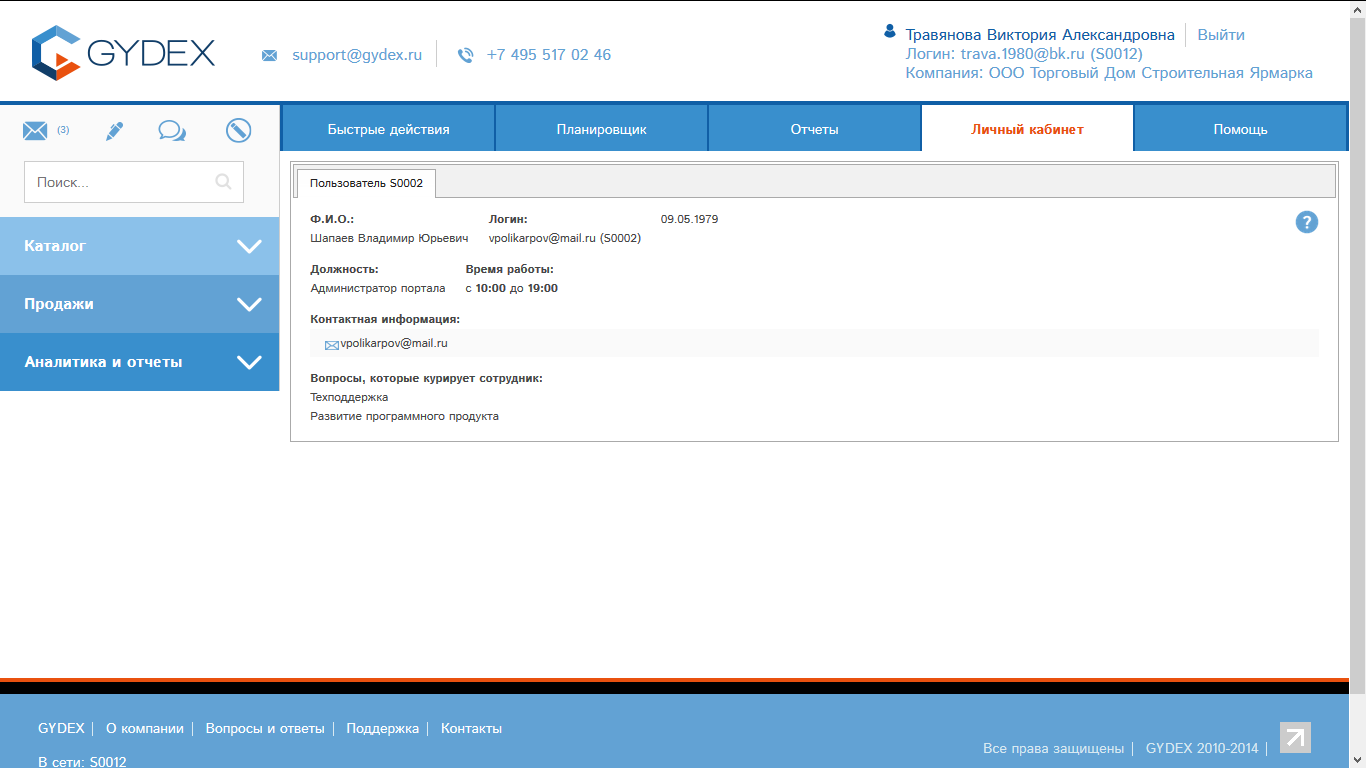 GYDEX
support@gydex.ru
+7 495 517 02 46
Травянова Виктория Александровна
Выйти
Логин: trava.1980@bk.ru (S0012)
Компания: ООО Торговый Дом Строительная Ярмарка
(3)
Быстрые действия
Планировщик
Отчеты
Личный кабинет
Помощь
Поиск...
Каталог
Продажи
Аналитика и отчеты
Пользователь S0002
Ф.И.О.: Логин: 09.05.1979
Шапаев Владимир Юрьевич vpolikarpov@mail.ru (S0002)
?
Должность: Время работы:
Администратор портала с 10:00 до 19:00
Контактная информация:
vpolikarpov@mail.ru
Вопросы, которые курирует сотрудник:
Техподдержка
Развитие программного продукта
GYDEX | О компании | Вопросы и ответы | Поддержка | Контакты
Все права защищены | GYDEX 2010-2014 |
В сети: S0012